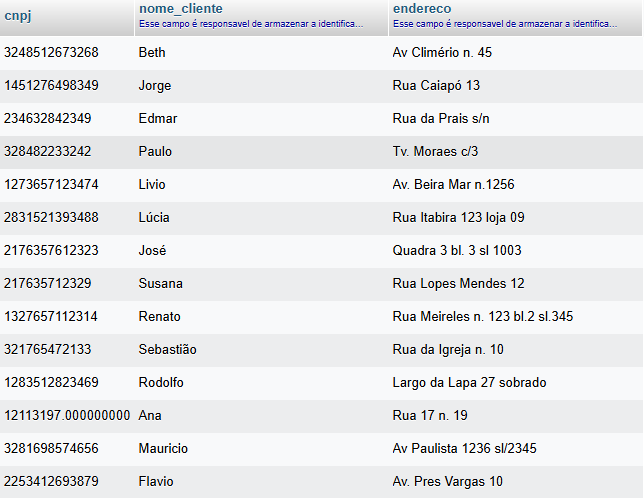 cnpj nome_cliente endereco
Esse campo é responsavel de armazenar a identifica... Esse campo é responsavel de armazenar a identifica...
3248512673268 Beth Av Climério n. 45
1451276498349 Jorge Rua Caiapó 13
234632842349 Edmar Rua da Prais s/n
328482233242 Paulo Tv. Moraes c/3
1273657123474 Livio Av. Beira Mar n.1256
2831521393488 Lúcia Rua Itabira 123 loja 09
2176357612323 José Quadra 3 bl. 3 sl 1003
217635712329 Susana Rua Lopes Mendes 12
1327657112314 Renato Rua Meireles n. 123 bl.2 sl.345
321765472133 Sebastião Rua da Igreja n. 10
1283512823469 Rodolfo Largo da Lapa 27 sobrado
12113197.000000000 Ana Rua 17 n. 19
3281698574656 Mauricio Av Paulista 1236 sl/2345
2253412693879 Flavio Av. Pres Vargas 10